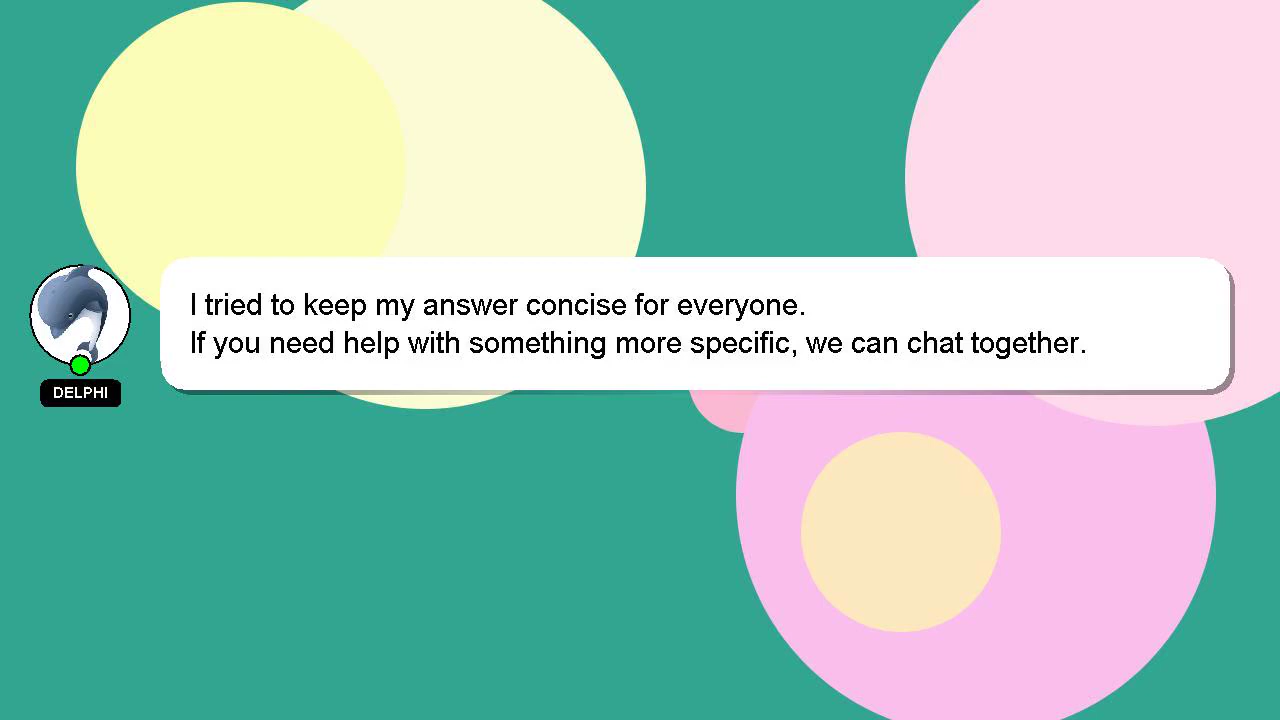 I tried to keep my answer concise for everyone.
If you need help with something more specific, we can chat together.
DELPHI